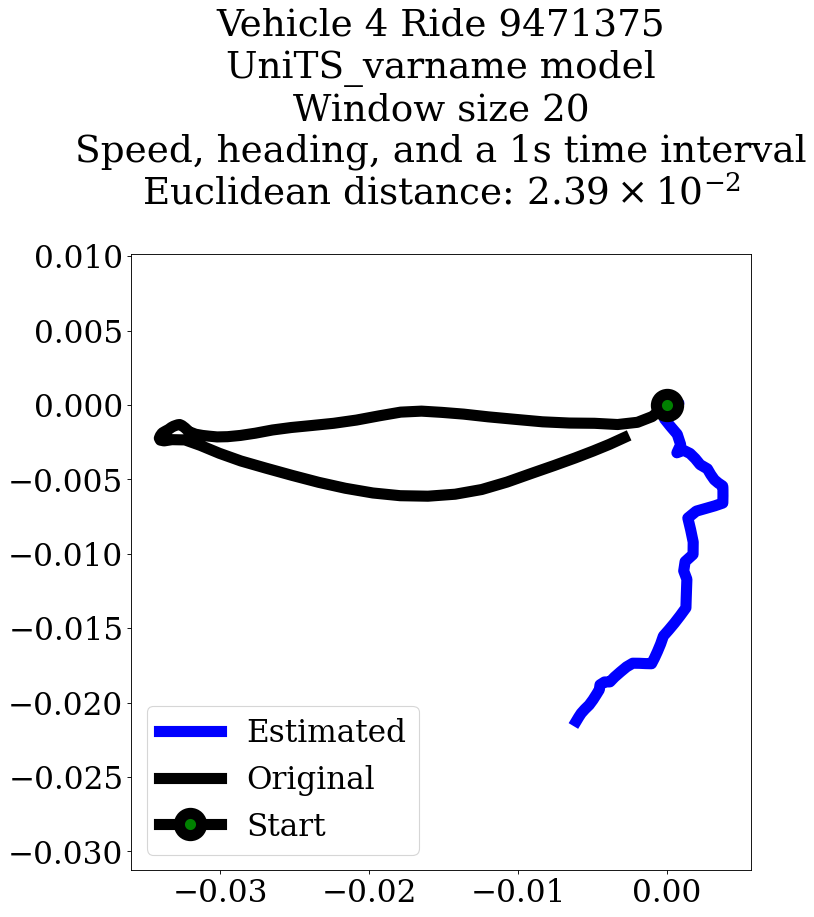 Vehicle 4 Ride 9471375
UniTS_varname model
Window size 20
Speed, heading, and a 1s time interval
Euclidean distance: 2.39 × 10⁻²
0.010
0.005
0.000
−0.005
−0.010
−0.015
−0.020
−0.025
−0.030
Estimated
Original
Start
−0.03 −0.02 −0.01 0.00